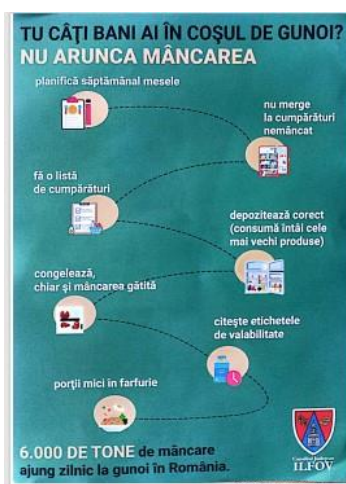 TU CÂȚI BANI AI ÎN COȘUL DE GUNOI?
NU ARUNCA MÂNCAREA
planifică săptămânal mesele
nu merge
la cumpărături
nemâncat
fă o listă
de cumpărături
depozitează corect
(consumă întâi cele
mai vechi produse)
congelează,
chiar și mâncarea gătită
citește etichetele
de valabilitate
porții mici în farfurie
6.000 DE TONE de mâncare
ajung zilnic la gunoi în România.
Consiliul Județean
ILFOV